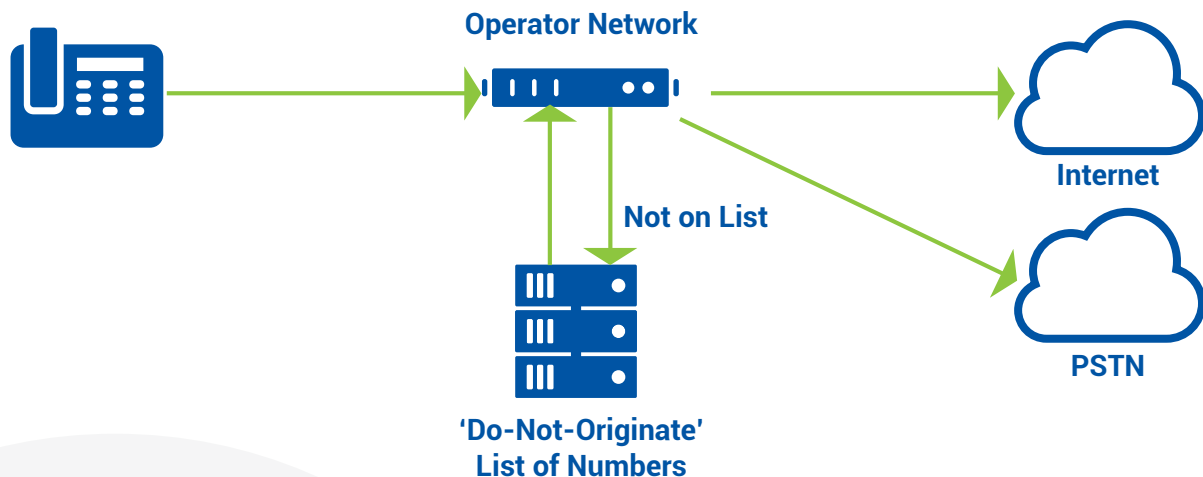 Operator Network
Internet
Not on List
PSTN
‘Do-Not-Originate’
List of Numbers